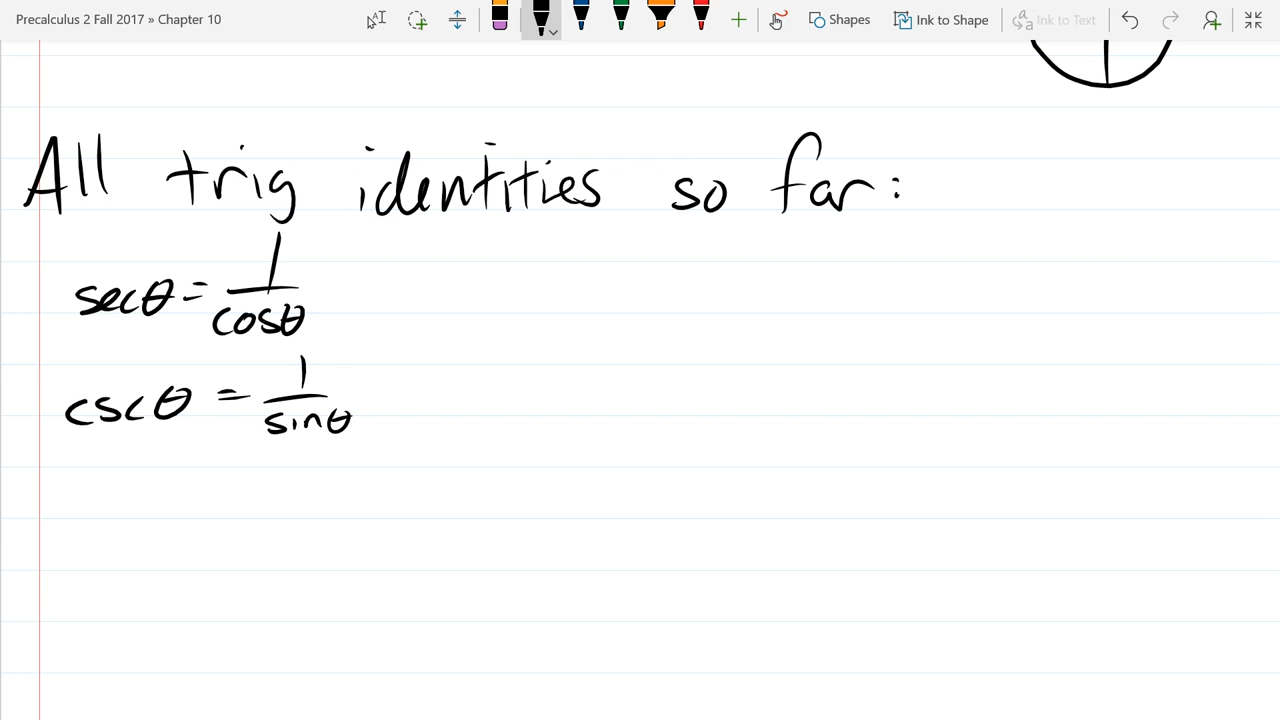 Precalculus 2 Fall 2017 » Chapter 10
Shapes
Ink to Shape
Ink to Text
All trig identities so far:
secθ = 1/cosθ
cscθ = 1/sinθ